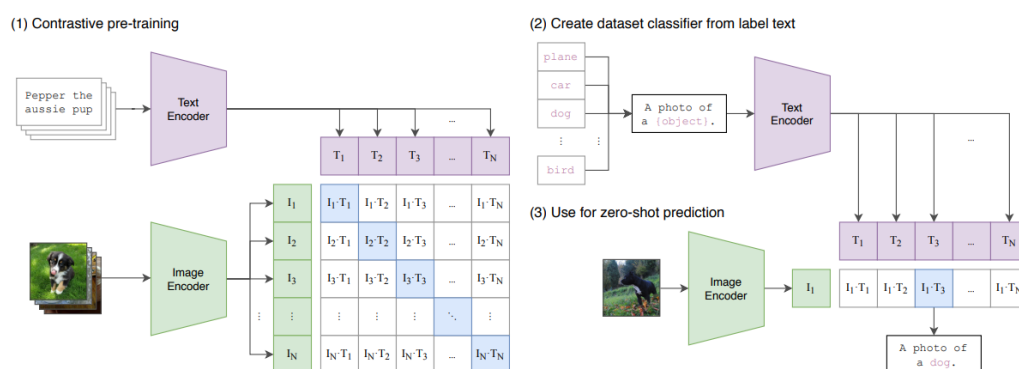 (1) Contrastive pre-training
Pepper the
aussie pup
Text
Encoder
...
T1 T2 T3 ... TN
I1 I1·T1 I1·T2 I1·T3 ... I1·TN
I2 I2·T1 I2·T2 I2·T3 ... I2·TN
I3 I3·T1 I3·T2 I3·T3 ... I3·TN
Image
Encoder
⋮ ⋮ ⋮ ⋮ ⋮ ⋱ ⋮
IN IN·T1 IN·T2 IN·T3 ... IN·TN
(2) Create dataset classifier from label text
plane
car
dog
⋮ ⋮
bird
A photo of
a {object}.
Text
Encoder
...
(3) Use for zero-shot prediction
Image
Encoder
T1 T2 T3 ... TN
I1 I1·T1 I1·T2 I1·T3 ... I1·TN
A photo of
a dog.